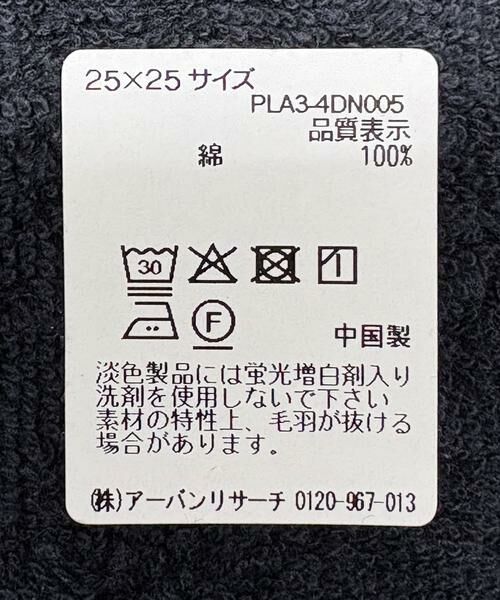 25×25 サイズ
PLA3-4DN005
品質表示
綿 100%
30
F
中国製
淡色製品には蛍光増白剤入り
洗剤を使用しないで下さい
素材の特性上、毛羽が抜ける
場合があります。
(株)アーバンリサーチ 0120-967-013